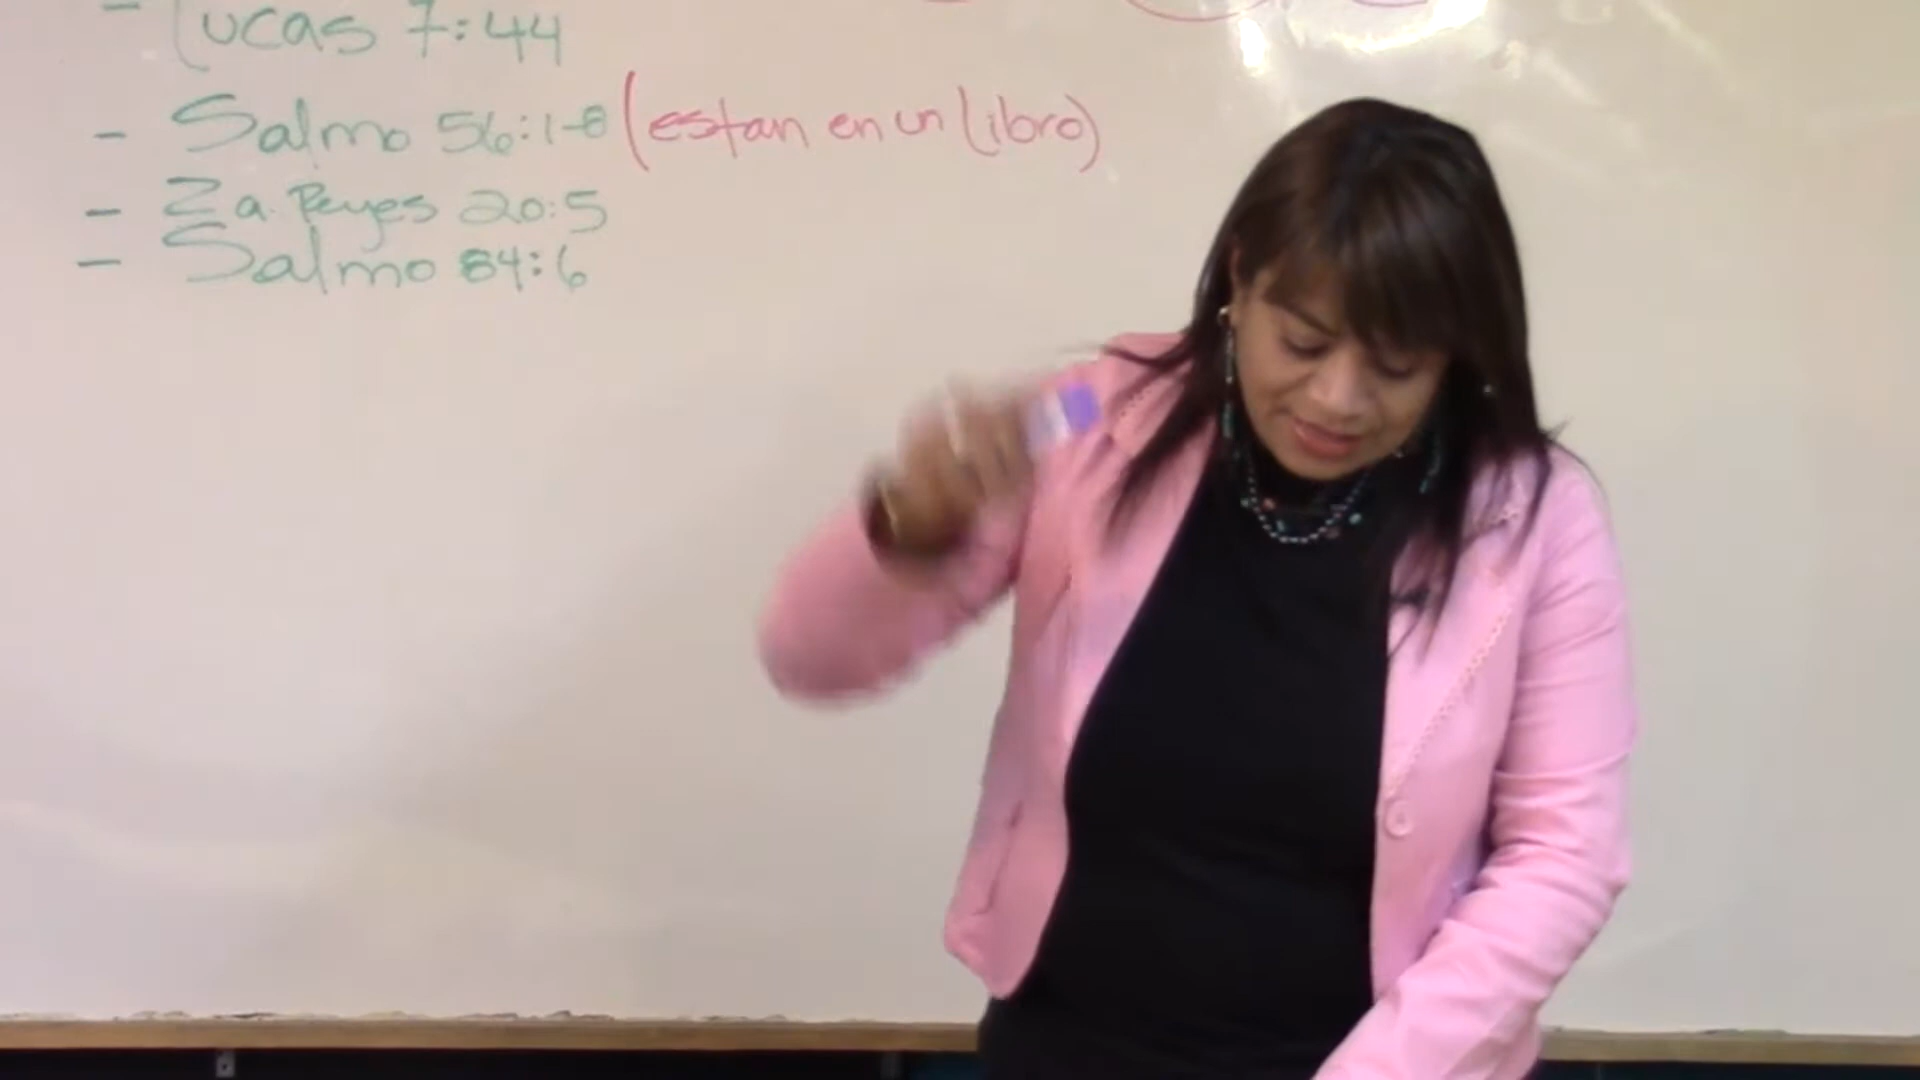 - Lucas 7:44
- Salmo 56:1-8 (estan en un Libro)
- 2a. Reyes 20:5
- Salmo 84:6